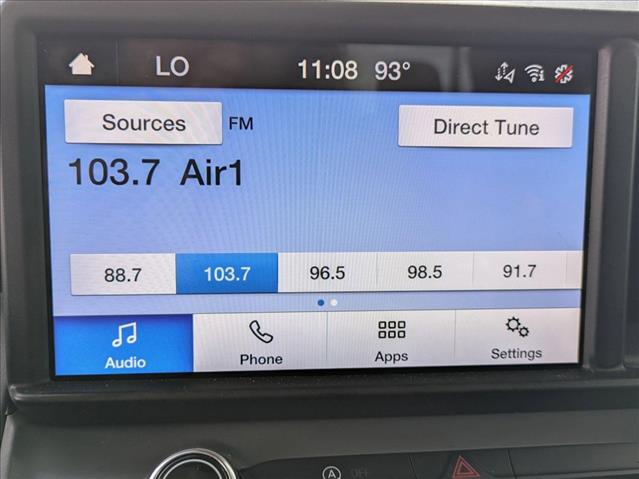 LO 11:08 93°
Sources FM Direct Tune
103.7 Air1
88.7 103.7 96.5 98.5 91.7
Audio Phone Apps Settings
A OFF